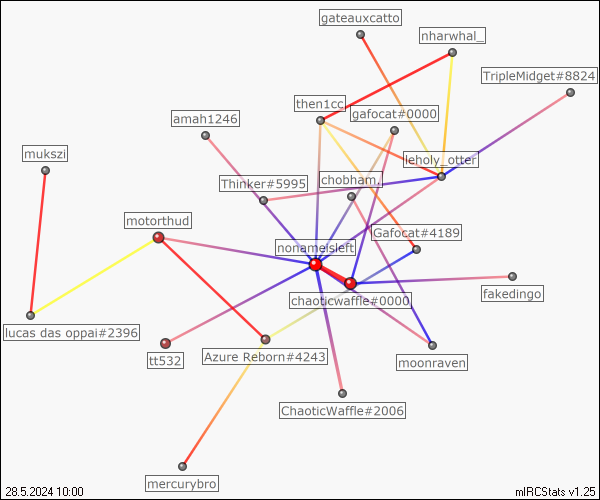 gateauxcatto
nharwhal_
TripleMidget#8824
then1cc
gafocat#0000
amah1246
mukszi
leholy_otter
Thinker#5995
chobham.
motorthud
Gafocat#4189
nonameisleft
fakedingo
chaoticwaffle#0000
lucas das oppai#2396
tt532
Azure Reborn#4243
moonraven
ChaoticWaffle#2006
mercurybro
28.5.2024 10:00
mIRCStats v1.25